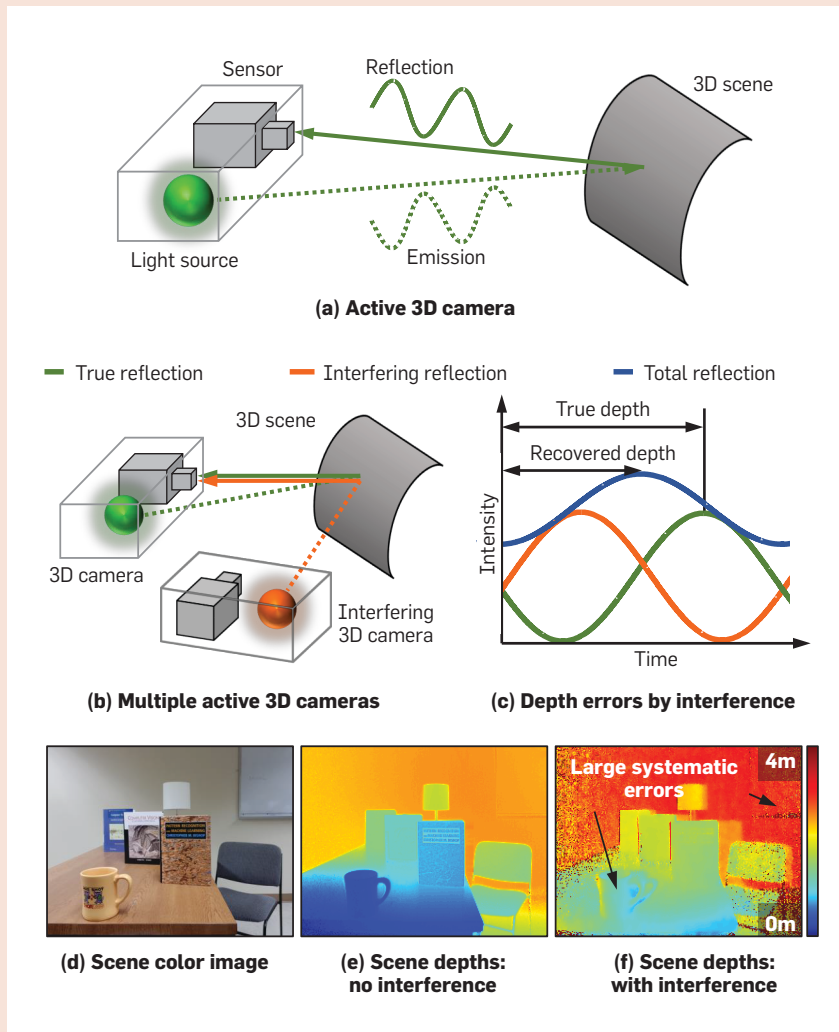 Sensor
Reflection
3D scene
Light source
Emission
(a) Active 3D camera
True reflection
Interfering reflection
Total reflection
3D scene
3D camera
Interfering
3D camera
(b) Multiple active 3D cameras
True depth
Recovered depth
Intensity
Time
(c) Depth errors by interference
PATTERN RECOGNITION
Large systematic
errors
4m
0m
(d) Scene color image
(e) Scene depths:
no interference
(f) Scene depths:
with interference